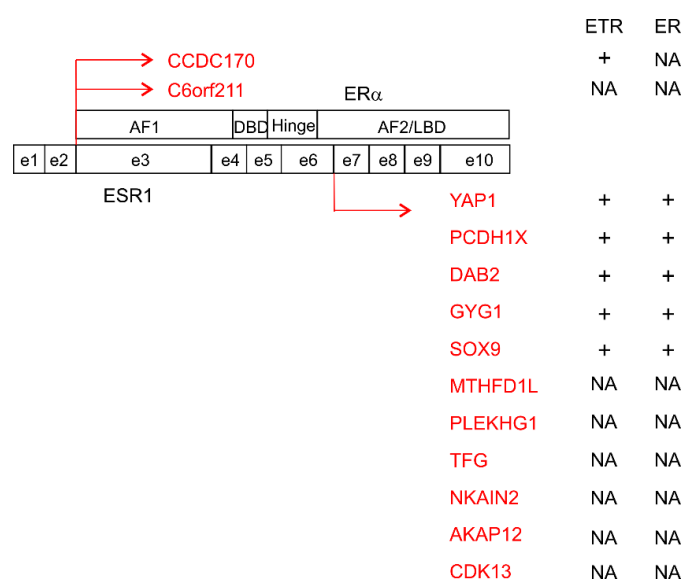 ETR ER
CCDC170 + NA
C6orf211 NA NA
ERα
AF1 DBD Hinge AF2/LBD
e1 e2 e3 e4 e5 e6 e7 e8 e9 e10
ESR1
YAP1 + +
PCDH1X + +
DAB2 + +
GYG1 + +
SOX9 + +
MTHFD1L NA NA
PLEKHG1 NA NA
TFG NA NA
NKAIN2 NA NA
AKAP12 NA NA
CDK13 NA NA